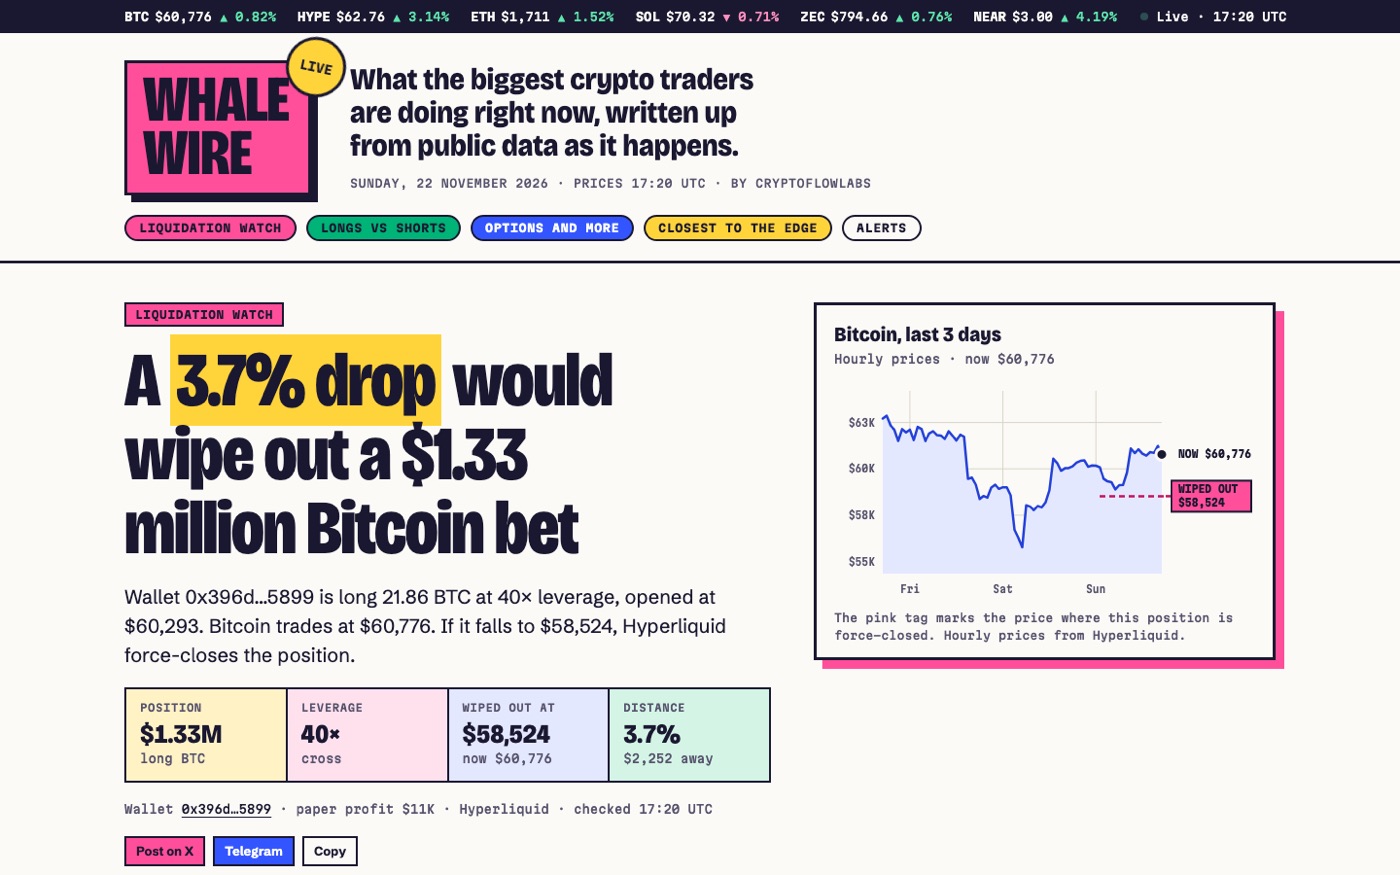 BTC $60,776 ▲ 0.82% HYPE $62.76 ▲ 3.14% ETH $1,711 ▲ 1.52% SOL $70.32 ▼ 0.71% ZEC $794.66 ▲ 0.76% NEAR $3.00 ▲ 4.19% Live · 17:20 UTC
WHALE
WIRE
LIVE
What the biggest crypto traders
are doing right now, written up
from public data as it happens.
SUNDAY, 22 NOVEMBER 2026 · PRICES 17:20 UTC · BY CRYPTOFLOWLABS
LIQUIDATION WATCH LONGS VS SHORTS OPTIONS AND MORE CLOSEST TO THE EDGE ALERTS
LIQUIDATION WATCH
A 3.7% drop would
wipe out a $1.33
million Bitcoin bet
Wallet 0x396d…5899 is long 21.86 BTC at 40× leverage, opened at
$60,293. Bitcoin trades at $60,776. If it falls to $58,524, Hyperliquid
force-closes the position.
POSITION
$1.33M
long BTC
LEVERAGE
40×
cross
WIPED OUT AT
$58,524
now $60,776
DISTANCE
3.7%
$2,252 away
Wallet 0x396d…5899 · paper profit $11K · Hyperliquid · checked 17:20 UTC
Post on X Telegram Copy
Bitcoin, last 3 days
Hourly prices · now $60,776
$63K
$60K
$58K
$55K
NOW $60,776
WIPED OUT
$58,524
Fri Sat Sun
The pink tag marks the price where this position is
force-closed. Hourly prices from Hyperliquid.